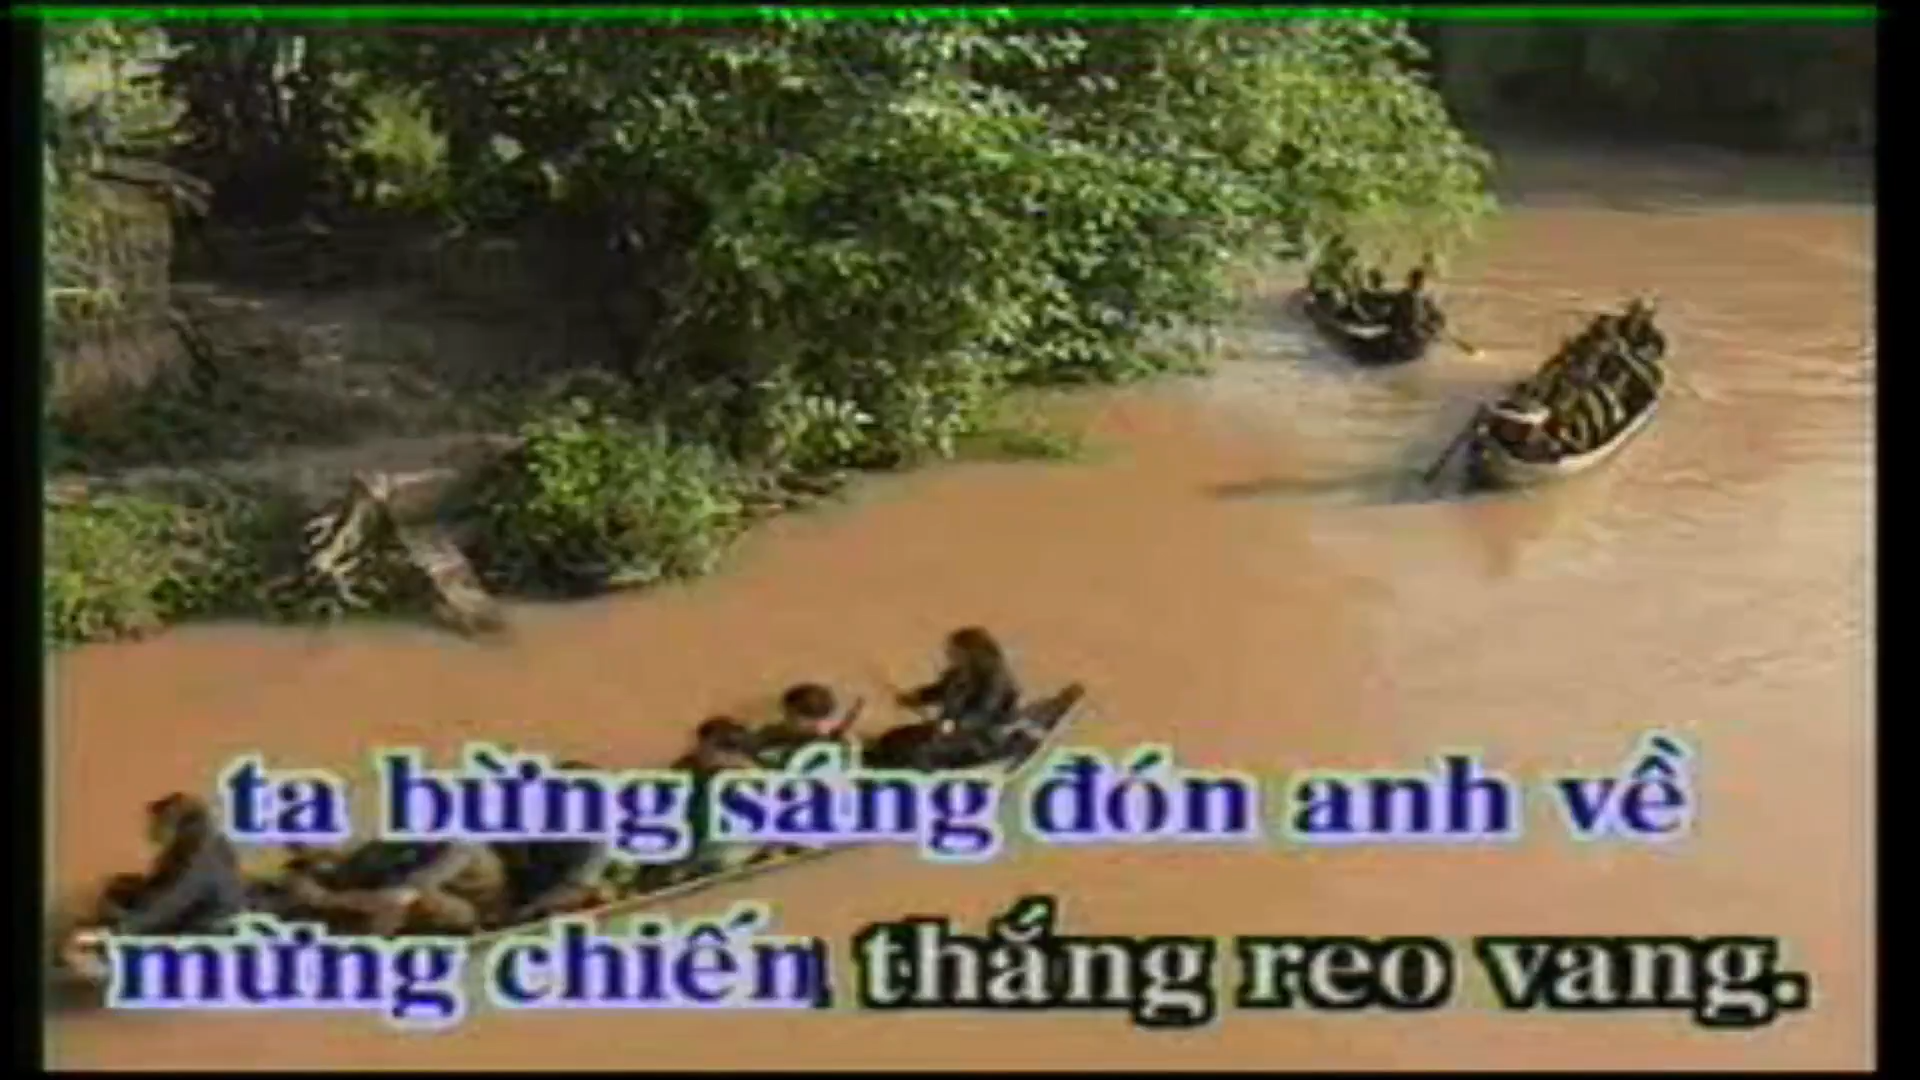 ta bừng sáng đón anh về
mừng chiến thắng reo vang.